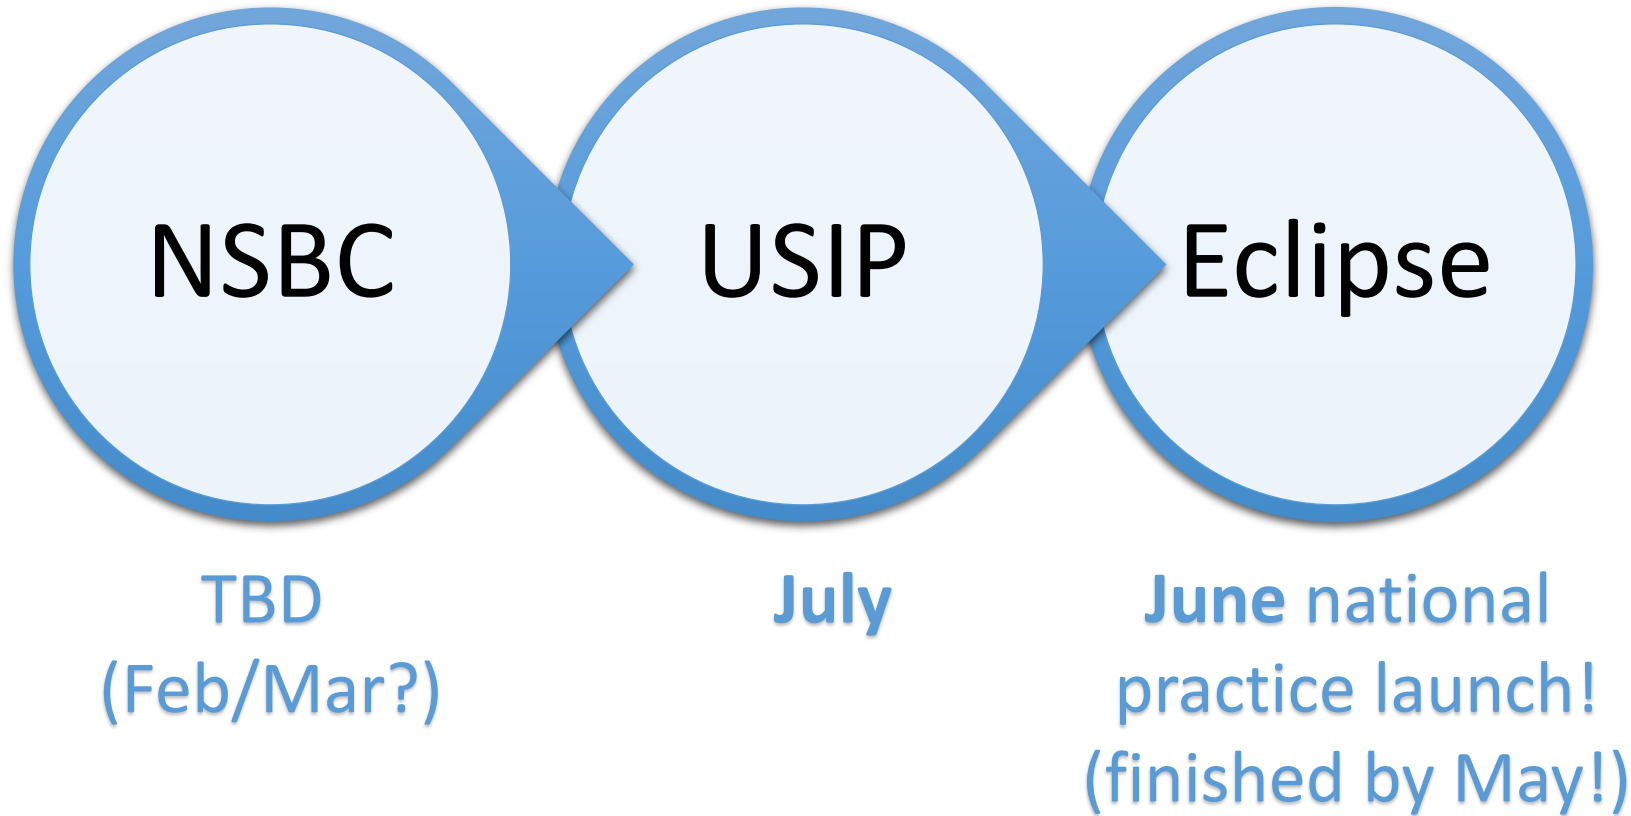 NSBC
USIP
Eclipse
TBD
(Feb/Mar?)
July
June national
practice launch!
(finished by May!)